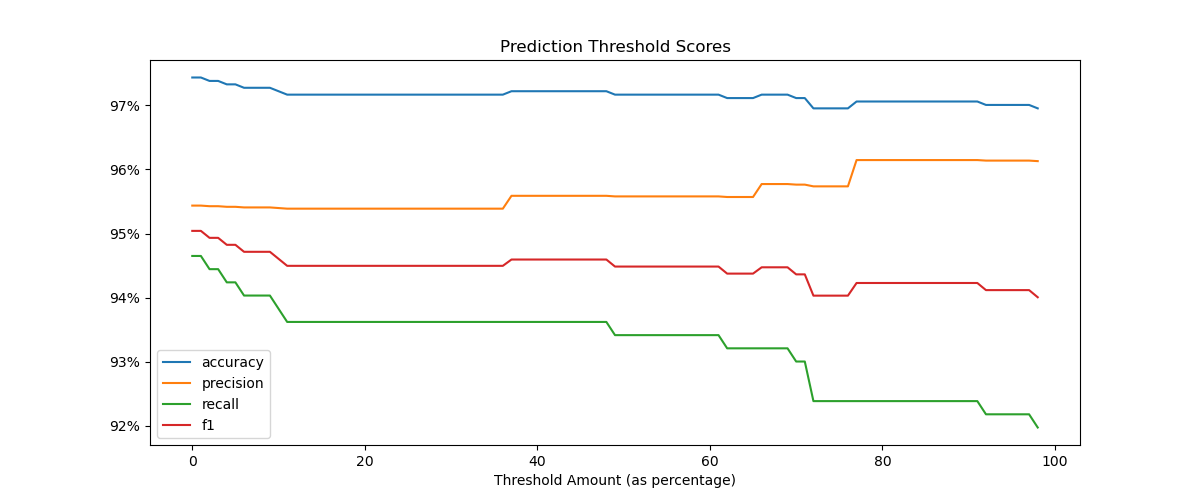 Prediction Threshold Scores
97%
96%
95%
94%
93%
92%
accuracy
precision
recall
f1
0 20 40 60 80 100
Threshold Amount (as percentage)